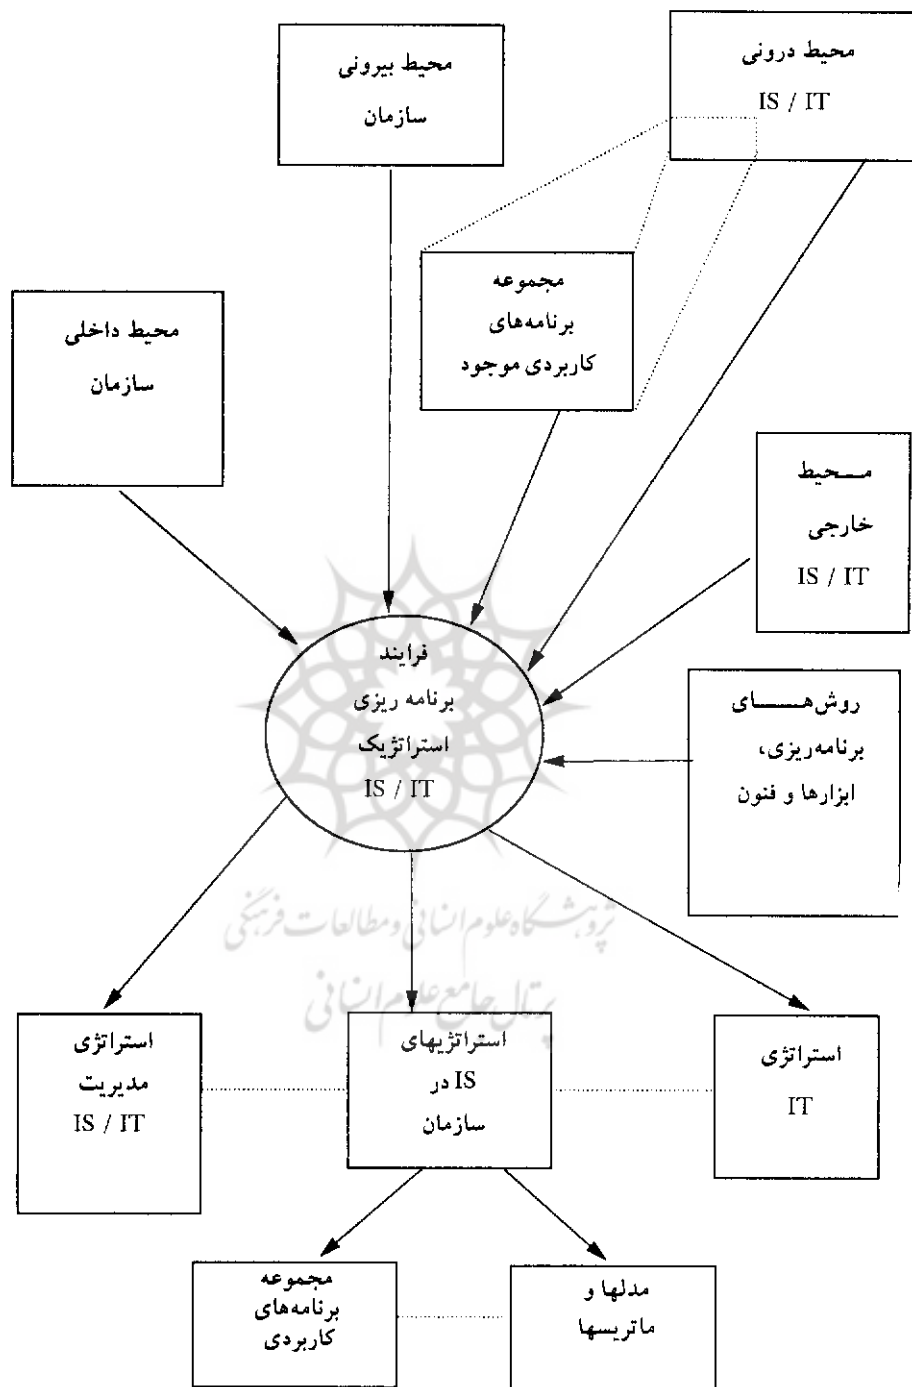 محیط درونی
IS / IT
محیط بیرونی
سازمان
مجموعه
برنامه‌های
کاربردی موجود
محیط داخلی
سازمان
مـــحیط
خارجی
IS / IT
فرایند
برنامه ریزی
استراتژیک
IS / IT
روش‌هـــــای
برنامه‌ریزی،
ابزارها و فنون
پژوهشگاه علوم انسانی و مطالعات فرهنگی
پرتال جامع علوم انسانی
استراتژی
IT
استراتژیهای
IS در
سازمان
استراتژی
مدیریت
IS / IT
مدلها و
ماتریسها
مجموعه
برنامه‌های
کاربردی